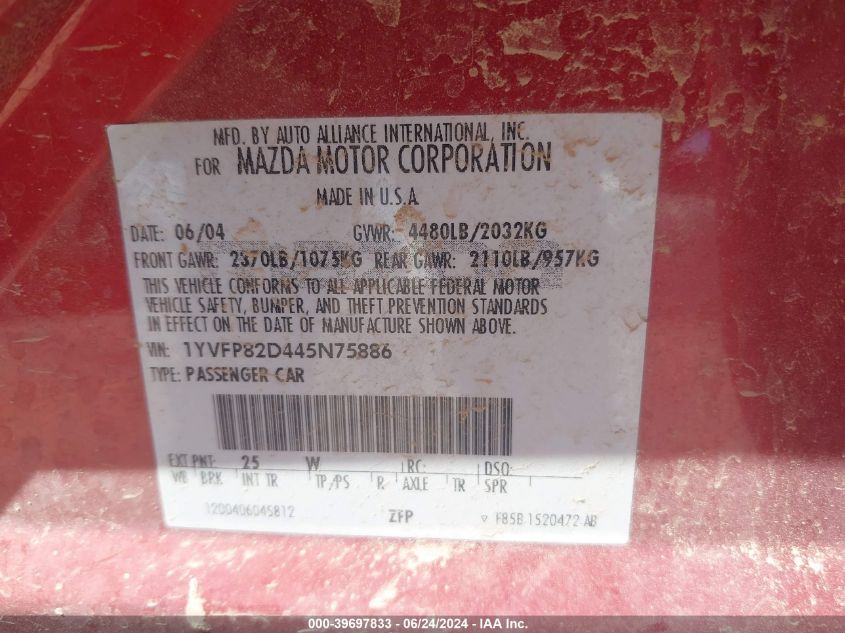 MFD. BY AUTO ALLIANCE INTERNATIONAL, INC.
FOR MAZDA MOTOR CORPORATION
MADE IN U.S.A
DATE: 06/04 GVWR: 4480LB/2032KG
FRONT GAWR: 2370LB/1075KG REAR GAWR: 2110LB/957KG
THIS VEHICLE CONFORMS TO ALL APPLICABLE FEDERAL MOTOR
VEHICLE SAFETY, BUMPER, AND THEFT PREVENTION STANDARDS
IN EFFECT ON THE DATE OF MANUFACTURE SHOWN ABOVE.
VIN: 1YVFP82D445N75886
TYPE: PASSENGER CAR
EXT PNT: 25 W RC: DSO:
WB BRK INT TR TP/PS R AXLE TR SPR
1200406045812 ZFP F85B 1520472 AB
000-39697833 - 06/24/2024 - IAA Inc.